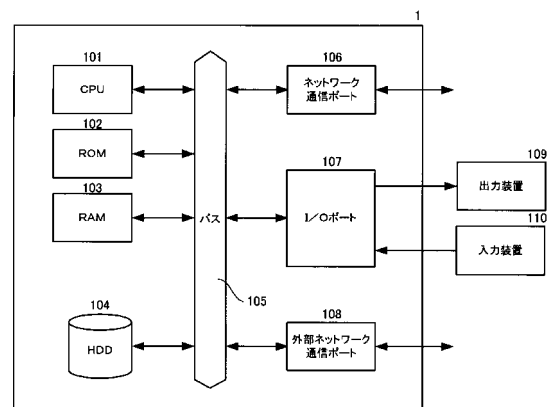 1
101
CPU
102
ROM
103
RAM
104
HDD
バス
105
106
ネットワーク
通信ポート
107
I/Oポート
108
外部ネットワーク
通信ポート
109
出力装置
110
入力装置